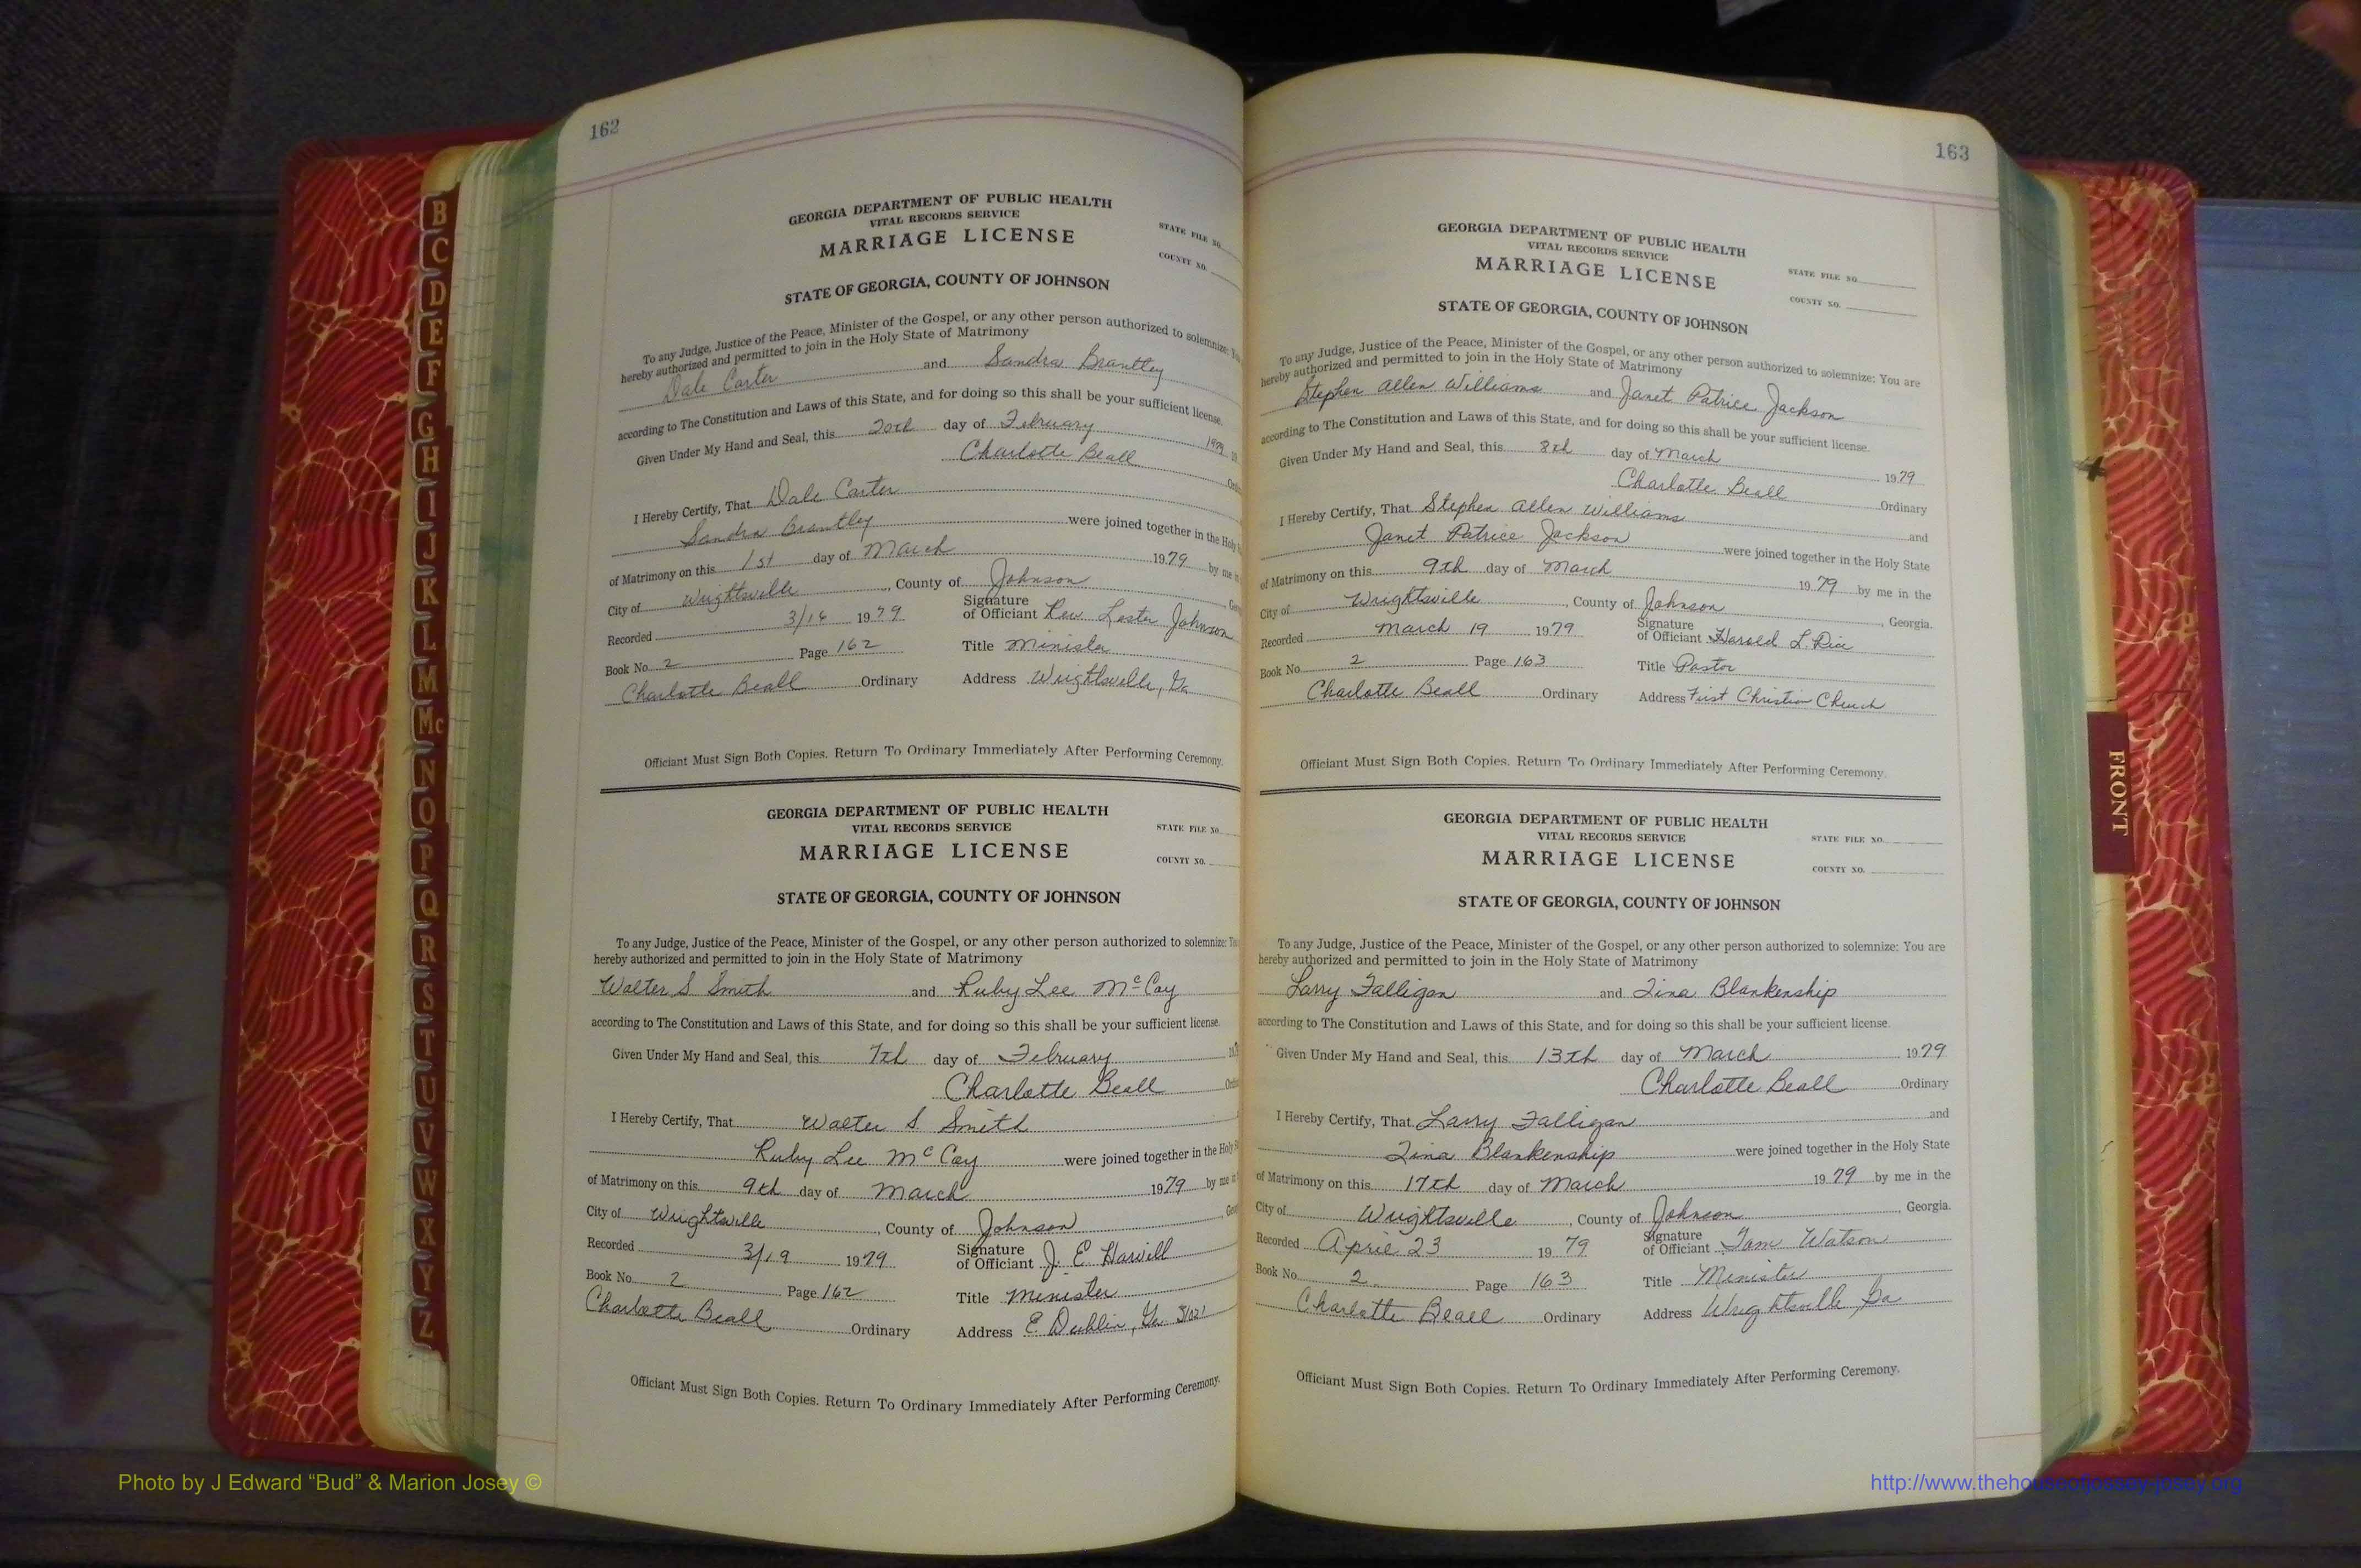 162
GEORGIA DEPARTMENT OF PUBLIC HEALTH
VITAL RECORDS SERVICE
MARRIAGE LICENSE
STATE FILE NO.
COUNTY NO.
STATE OF GEORGIA, COUNTY OF JOHNSON
To any Judge, Justice of the Peace, Minister of the Gospel, or any other person authorized to solemnize:
hereby authorized and permitted to join in the Holy State of Matrimony
Dale Carter and Sandra Brantley
according to The Constitution and Laws of this State, and for doing so this shall be your sufficient license.
Given Under My Hand and Seal, this 20th day of February 1979
Charlotte Beall
I Hereby Certify, That Dale Carter
Sandra Brantley were joined together in the Holy
of Matrimony on this 1st day of March 1979 by me
City of Wrightsville, County of Johnson
Recorded 3/16 1979 Signature of Officiant Rev. Lester Johnson
Book No. 2 Page 162 Title Minister
Charlotte Beall Ordinary Address Wrightsville, Ga
Officiant Must Sign Both Copies. Return To Ordinary Immediately After Performing Ceremony.
GEORGIA DEPARTMENT OF PUBLIC HEALTH
VITAL RECORDS SERVICE
MARRIAGE LICENSE
STATE FILE NO.
COUNTY NO.
STATE OF GEORGIA, COUNTY OF JOHNSON
To any Judge, Justice of the Peace, Minister of the Gospel, or any other person authorized to solemnize:
hereby authorized and permitted to join in the Holy State of Matrimony
Walter S Smith and Ruby Lee McCoy
according to The Constitution and Laws of this State, and for doing so this shall be your sufficient license.
Given Under My Hand and Seal, this 7th day of February
Charlotte Beall
I Hereby Certify, That Walter S Smith
Ruby Lee McCoy were joined together in the Holy
of Matrimony on this 9th day of March 1979 by me
City of Wrightsville, County of Johnson
Recorded 3/19 1979 Signature of Officiant J. E. Harvill
Book No. 2 Page 162 Title Minister
Charlotte Beall Ordinary Address E. Dublin, Ga. 31021
Officiant Must Sign Both Copies. Return To Ordinary Immediately After Performing Ceremony.
163
GEORGIA DEPARTMENT OF PUBLIC HEALTH
VITAL RECORDS SERVICE
MARRIAGE LICENSE
STATE FILE NO.
COUNTY NO.
STATE OF GEORGIA, COUNTY OF JOHNSON
To any Judge, Justice of the Peace, Minister of the Gospel, or any other person authorized to solemnize: You are
hereby authorized and permitted to join in the Holy State of Matrimony
Stephen Allen Williams and Janet Patrice Jackson
according to The Constitution and Laws of this State, and for doing so this shall be your sufficient license.
Given Under My Hand and Seal, this 8th day of March 1979
Charlotte Beall Ordinary
I Hereby Certify, That Stephen Allen Williams and
Janet Patrice Jackson were joined together in the Holy State
of Matrimony on this 9th day of March 1979 by me in the
City of Wrightsville, County of Johnson, Georgia.
Recorded March 19 1979 Signature of Officiant Harold L. Rice
Book No. 2 Page 163 Title Pastor
Charlotte Beall Ordinary Address First Christian Church
Officiant Must Sign Both Copies. Return To Ordinary Immediately After Performing Ceremony.
GEORGIA DEPARTMENT OF PUBLIC HEALTH
VITAL RECORDS SERVICE
MARRIAGE LICENSE
STATE FILE NO.
COUNTY NO.
STATE OF GEORGIA, COUNTY OF JOHNSON
To any Judge, Justice of the Peace, Minister of the Gospel, or any other person authorized to solemnize: You are
hereby authorized and permitted to join in the Holy State of Matrimony
Larry Falligan and Tina Blankenship
according to The Constitution and Laws of this State, and for doing so this shall be your sufficient license.
Given Under My Hand and Seal, this 13th day of March 1979
Charlotte Beall Ordinary
I Hereby Certify, That Larry Falligan and
Tina Blankenship were joined together in the Holy State
of Matrimony on this 17th day of March 1979 by me in the
City of Wrightsville, County of Johnson, Georgia.
Recorded April 23 1979 Signature of Officiant Tom Watson
Book No. 2 Page 163 Title Minister
Charlotte Beall Ordinary Address Wrightsville Ga
Officiant Must Sign Both Copies. Return To Ordinary Immediately After Performing Ceremony.
B
C
D
E
F
G
H
I
J
K
L
M
Mc
N
O
P
Q
R
S
T
U
V
W
X
Y
Z
FRONT
Photo by J Edward “Bud” & Marion Josey ©
http://www.thehouseofjossey-josey.org